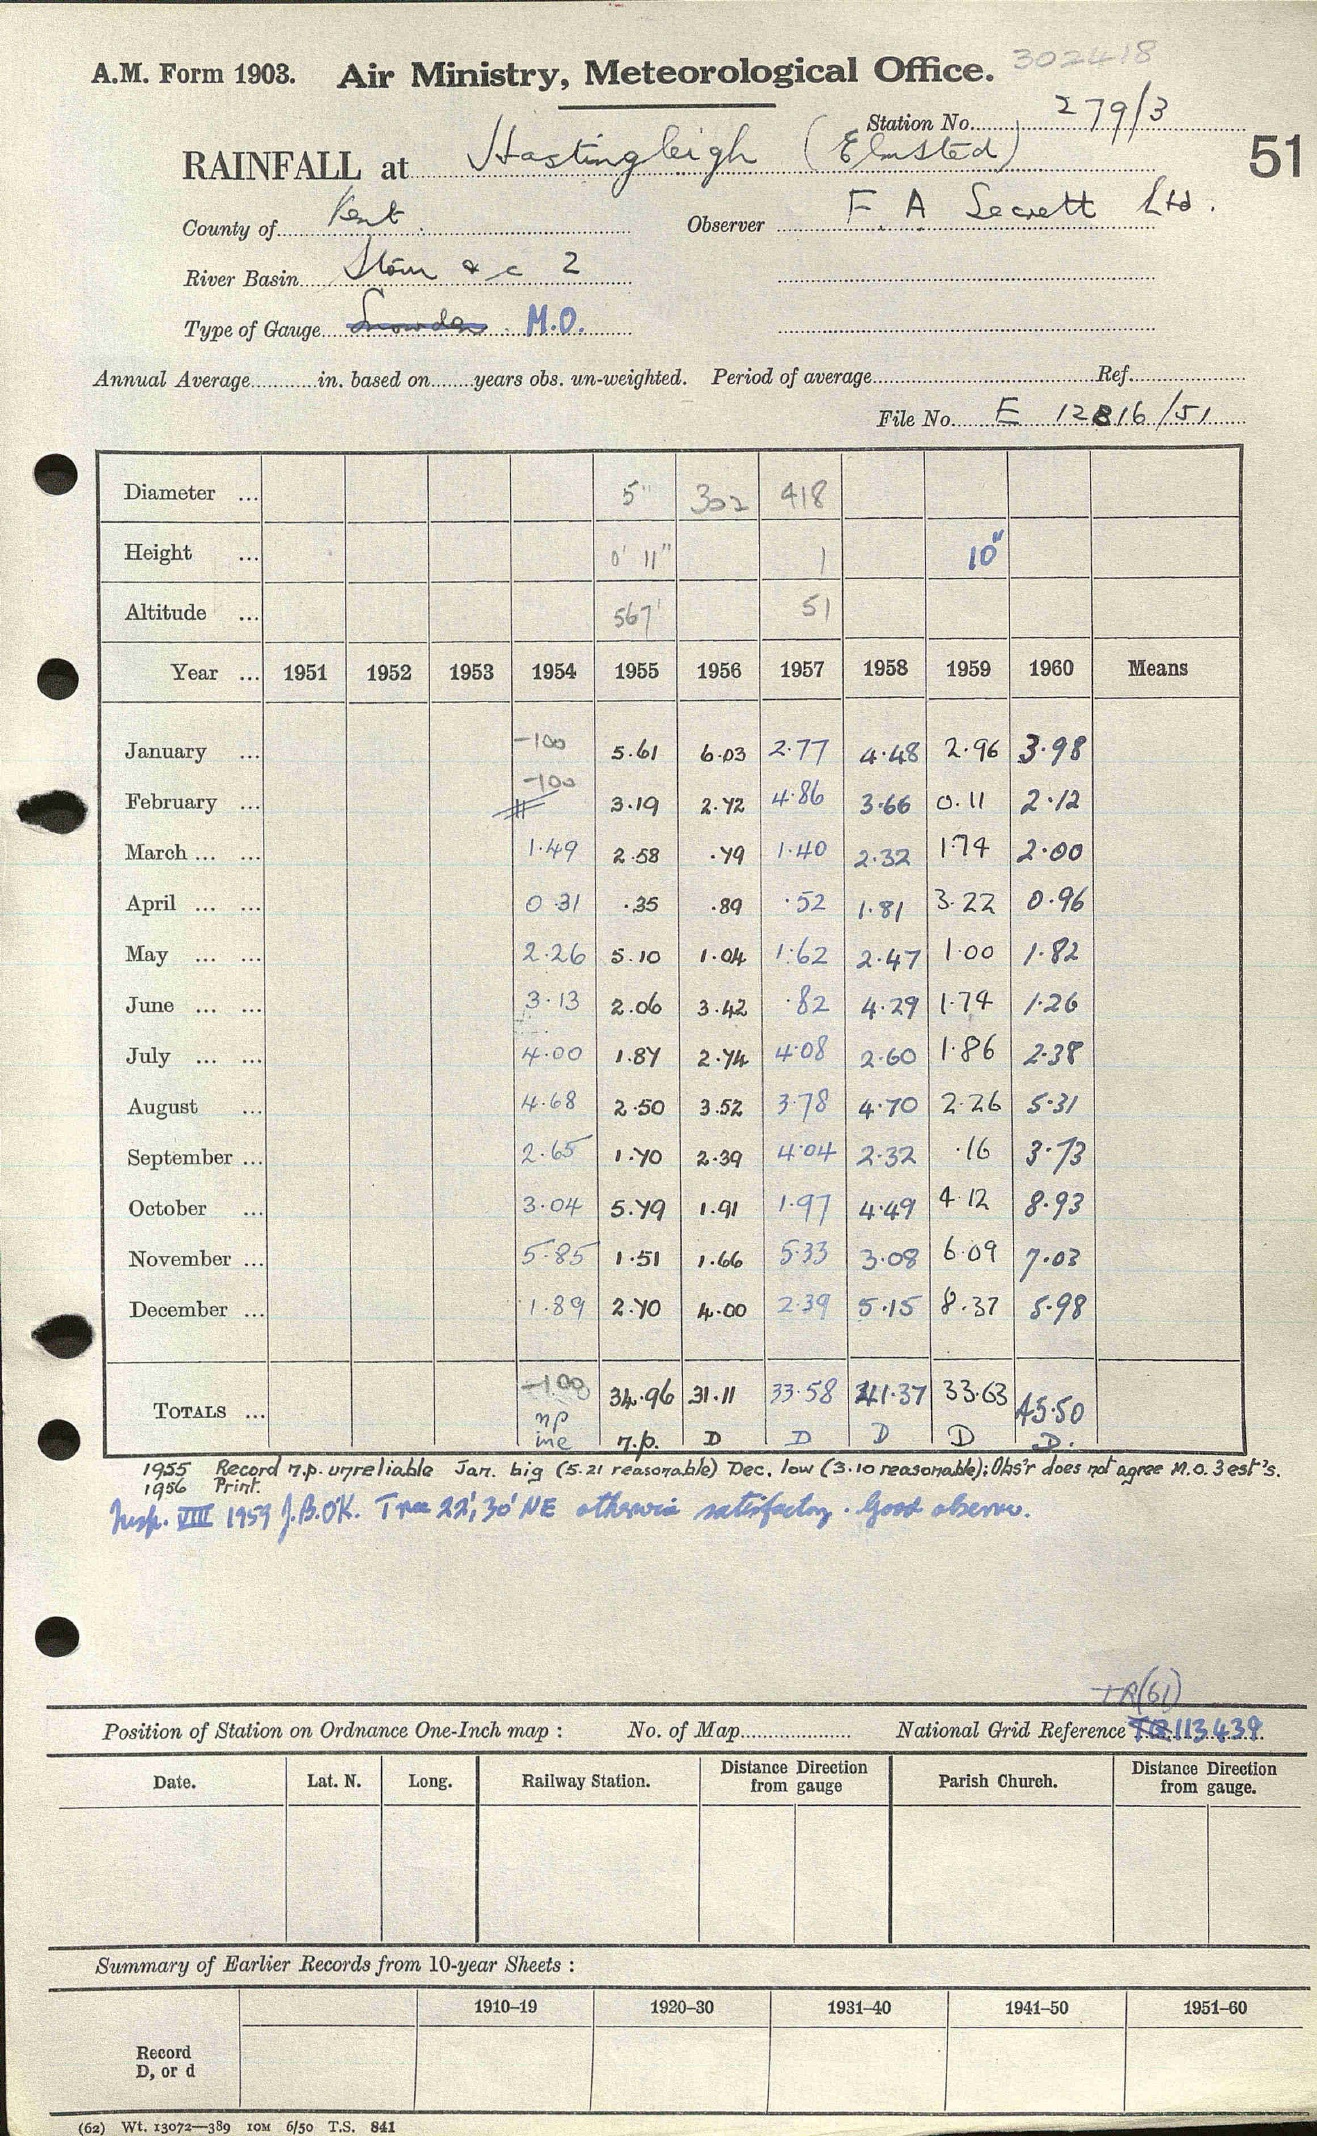 302418
A.M. Form 1903. Air Ministry, Meteorological Office.
Station No. 279/3
RAINFALL at Hastingleigh (Elmsted) 51
County of Kent. Observer F. A. Secrett Ltd.
River Basin Stour & c 2
Type of Gauge Snowdon. M.O.
Annual Average in. based on years obs. un-weighted. Period of average Ref.
File No. E 12816/51
Diameter ... 5" 302 418
Height ... 0' 11" 1 10"
Altitude ... 567' 51
Year ... 1951 1952 1953 1954 1955 1956 1957 1958 1959 1960 Means
January ... -100 5.61 6.03 2.77 4.48 2.96 3.98
February ... -100 3.19 2.72 4.86 3.66 0.11 2.12
March ... ... 1.49 2.58 .79 1.40 2.32 1.74 2.00
April ... ... 0.31 .35 .89 .52 1.81 3.22 0.96
May ... ... 2.26 5.10 1.04 1.62 2.47 1.00 1.82
June ... ... 3.13 2.06 3.42 .82 4.29 1.74 1.26
July ... ... 4.00 1.87 2.74 4.08 2.60 1.86 2.38
August ... 4.68 2.50 3.52 3.78 4.70 2.26 5.31
September ... 2.65 1.70 2.39 4.04 2.32 .16 3.73
October ... 3.04 5.79 1.91 1.97 4.49 4.12 8.93
November ... 5.85 1.51 1.66 5.33 3.08 6.09 7.03
December ... 1.89 2.70 4.00 2.39 5.15 8.37 5.98
TOTALS ... -100 34.96 31.11 33.58 41.37 33.63 45.50
np inc n.p. D D D D D.
1955 Record n.p. unreliable Jan. big (5.21 reasonable) Dec. low (3.10 reasonable); Obs'r does not agree M.O. 3 est's.
1956 Print.
Insp. VIII 1959 J.B.O'K. Tree 22', 30' NE otherwise satisfactory. Good observer.
TR(61)
Position of Station on Ordnance One-Inch map : No. of Map National Grid Reference 113439.
Date. Lat. N. Long. Railway Station. Distance Direction from gauge Parish Church. Distance Direction from gauge.
Summary of Earlier Records from 10-year Sheets :
1910–19 1920–30 1931–40 1941–50 1951–60
Record
D, or d
(62) Wt. 13072—389 10M 6/50 T.S. 841